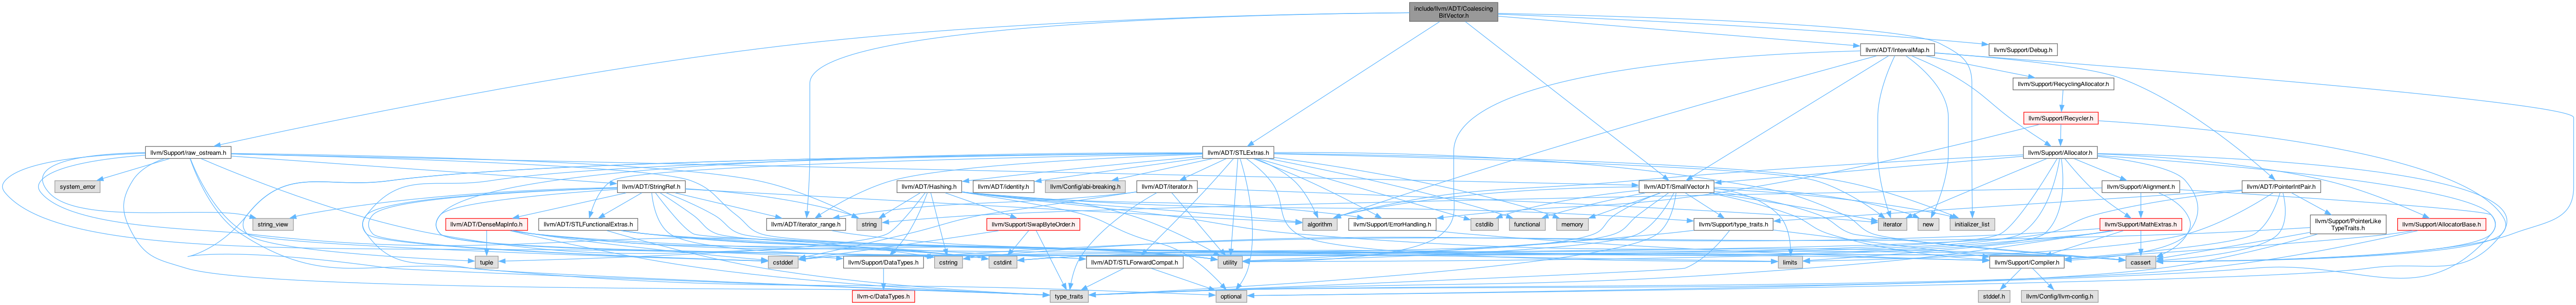 include/llvm/ADT/Coalescing
BitVector.h
llvm/ADT/IntervalMap.h
llvm/Support/Debug.h
llvm/Support/RecyclingAllocator.h
llvm/Support/Recycler.h
llvm/Support/raw_ostream.h
llvm/ADT/STLExtras.h
llvm/Support/Allocator.h
system_error
llvm/ADT/StringRef.h
llvm/ADT/Hashing.h
llvm/ADT/identity.h
llvm/Config/abi-breaking.h
llvm/ADT/iterator.h
llvm/ADT/SmallVector.h
llvm/Support/Alignment.h
llvm/ADT/PointerIntPair.h
string_view
llvm/ADT/DenseMapInfo.h
llvm/ADT/STLFunctionalExtras.h
llvm/Support/SwapByteOrder.h
llvm/ADT/iterator_range.h
string
algorithm
llvm/Support/ErrorHandling.h
cstdlib
functional
memory
llvm/Support/type_traits.h
iterator
new
initializer_list
llvm/Support/MathExtras.h
llvm/Support/PointerLike
TypeTraits.h
llvm/Support/AllocatorBase.h
tuple
cstddef
llvm/Support/DataTypes.h
cstring
cstdint
llvm/ADT/STLForwardCompat.h
utility
limits
llvm/Support/Compiler.h
cassert
llvm-c/DataTypes.h
type_traits
optional
stddef.h
llvm/Config/llvm-config.h